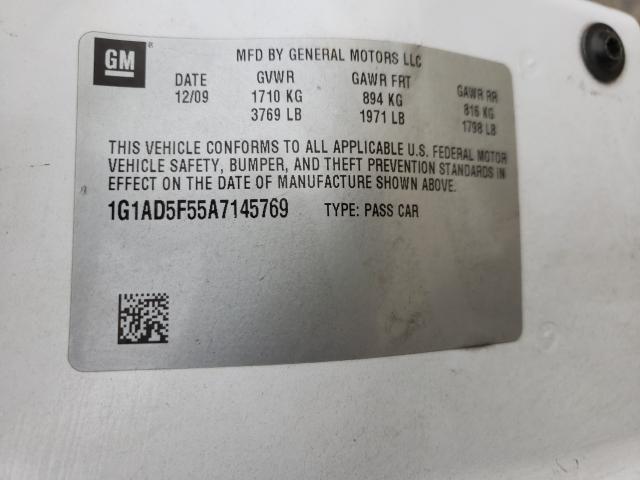 GM ®
MFD BY GENERAL MOTORS LLC
DATE GVWR GAWR FRT GAWR RR
12/09 1710 KG 894 KG 816 KG
3769 LB 1971 LB 1798 LB
THIS VEHICLE CONFORMS TO ALL APPLICABLE U.S. FEDERAL MOTOR
VEHICLE SAFETY, BUMPER, AND THEFT PREVENTION STANDARDS IN
EFFECT ON THE DATE OF MANUFACTURE SHOWN ABOVE.
1G1AD5F55A7145769 TYPE: PASS CAR